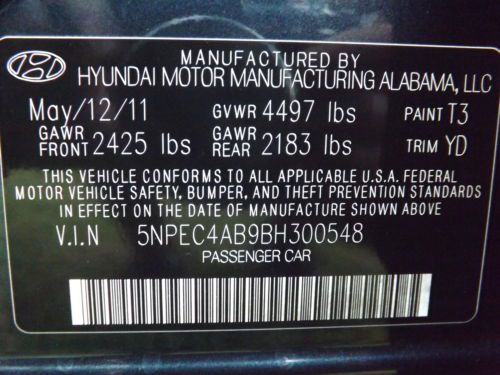 MANUFACTURED BY
HYUNDAI MOTOR MANUFACTURING ALABAMA, LLC
May/12/11 GVWR 4497 lbs PAINT T3
GAWR FRONT 2425 lbs GAWR REAR 2183 lbs TRIM YD
THIS VEHICLE CONFORMS TO ALL APPLICABLE U.S.A. FEDERAL
MOTOR VEHICLE SAFETY, BUMPER, AND THEFT PREVENTION STANDARDS
IN EFFECT ON THE DATE OF MANUFACTURE SHOWN ABOVE
V.I.N 5NPEC4AB9BH300548
PASSENGER CAR